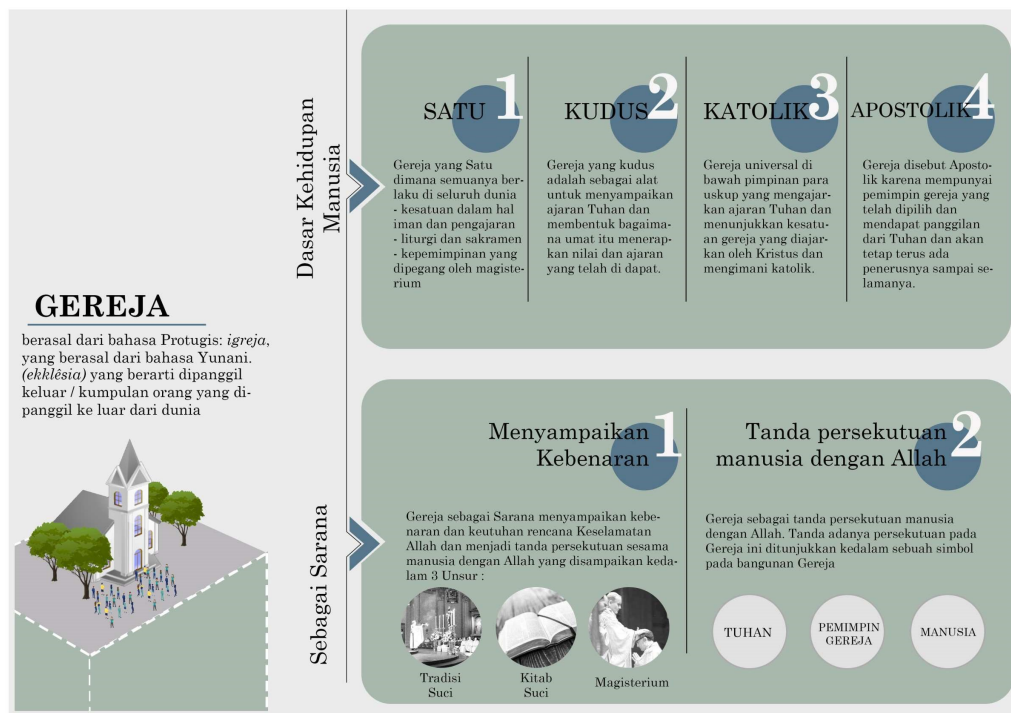 GEREJA
berasal dari bahasa Protugis: igreja,
yang berasal dari bahasa Yunani.
(ekklêsia) yang berarti dipanggil
keluar / kumpulan orang yang di-
panggil ke luar dari dunia
Dasar Kehidupan
Manusia
SATU 1
Gereja yang Satu
dimana semuanya ber-
laku di seluruh dunia
- kesatuan dalam hal
iman dan pengajaran
- liturgi dan sakramen
- kepemimpinan yang
dipegang oleh magiste-
rium
KUDUS 2
Gereja yang kudus
adalah sebagai alat
untuk menyampaikan
ajaran Tuhan dan
membentuk bagaima-
na umat itu menerap-
kan nilai dan ajaran
yang telah di dapat.
KATOLIK 3
Gereja universal di
bawah pimpinan para
uskup yang mengajar-
kan ajaran Tuhan dan
menunjukkan kesatu-
an gereja yang diajar-
kan oleh Kristus dan
mengimani katolik.
APOSTOLIK 4
Gereja disebut Aposto-
lik karena mempunyai
pemimpin gereja yang
telah dipilih dan
mendapat panggilan
dari Tuhan dan akan
tetap terus ada
penerusnya sampai se-
lamanya.
Sebagai Sarana
Menyampaikan 1
Kebenaran
Gereja sebagai Sarana menyampaikan kebe-
naran dan keutuhan rencana Keselamatan
Allah dan menjadi tanda persekutuan sesama
manusia dengan Allah yang disampaikan keda-
lam 3 Unsur :
Tradisi
Suci
Kitab
Suci
Magisterium
Tanda persekutuan 2
manusia dengan Allah
Gereja sebagai tanda persekutuan manusia
dengan Allah. Tanda adanya persekutuan pada
Gereja ini ditunjukkan kedalam sebuah simbol
pada bangunan Gereja
TUHAN
PEMIMPIN
GEREJA
MANUSIA